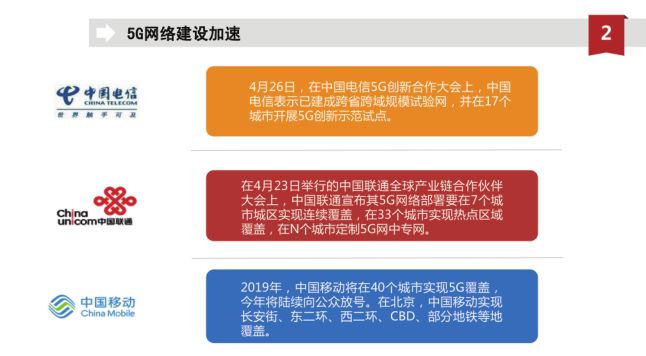 5G网络建设加速
2
中国电信
CHINA TELECOM
世界触手可及
4月26日，在中国电信5G创新合作大会上，中国
电信表示已建成跨省跨域规模试验网，并在17个
城市开展5G创新示范试点。
China
unicom中国联通
在4月23日举行的中国联通全球产业链合作伙伴
大会上，中国联通宣布其5G网络部署要在7个城
市城区实现连续覆盖，在33个城市实现热点区域
覆盖，在N个城市定制5G网中专网。
中国移动
China Mobile
2019年，中国移动将在40个城市实现5G覆盖，
今年将陆续向公众放号。在北京，中国移动实现
长安街、东二环、西二环、CBD、部分地铁等地
覆盖。